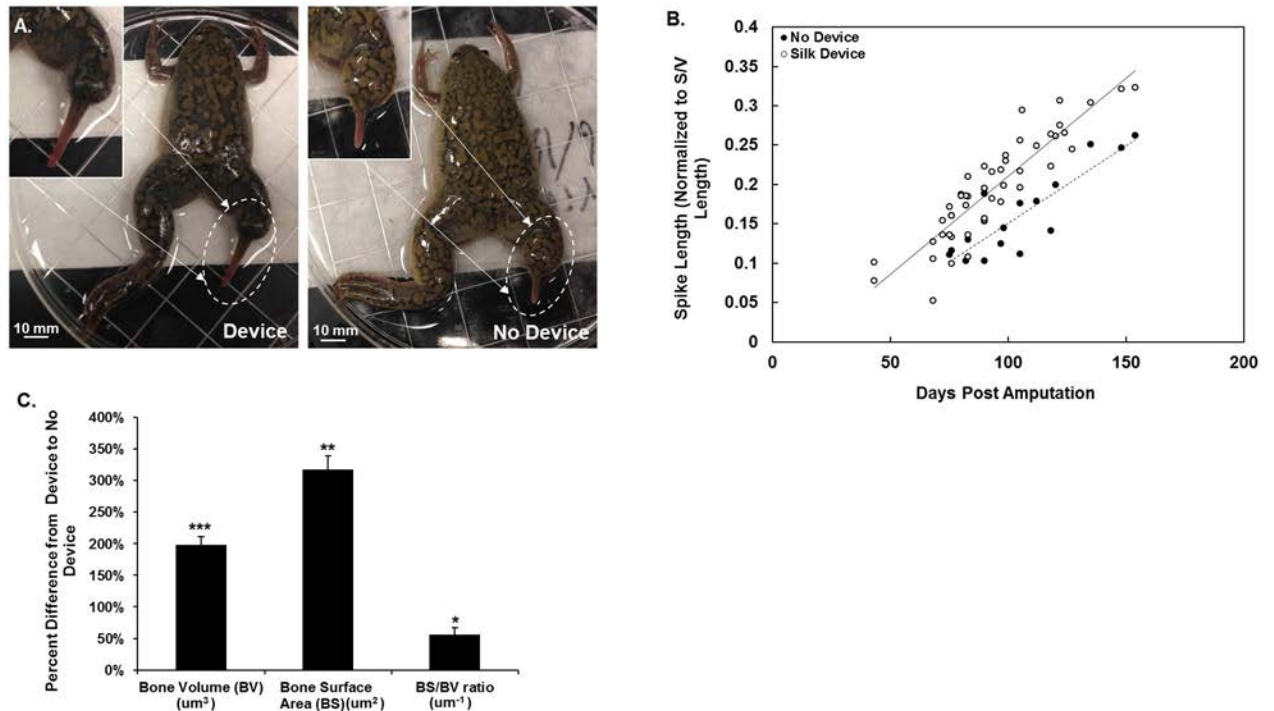 A.
10 mm
Device
10 mm
No Device
B.
No Device
Silk Device
Spike Length (Normalized to S/V
Length)
0.4
0.35
0.3
0.25
0.2
0.15
0.1
0.05
0
0
50
100
150
200
Days Post Amputation
C.
Percent Difference from Device to No
Device
400%
350%
300%
250%
200%
150%
100%
50%
0%
***
**
*
Bone Volume (BV)
(um³)
Bone Surface
Area (BS)(um²)
BS/BV ratio
(um⁻¹)